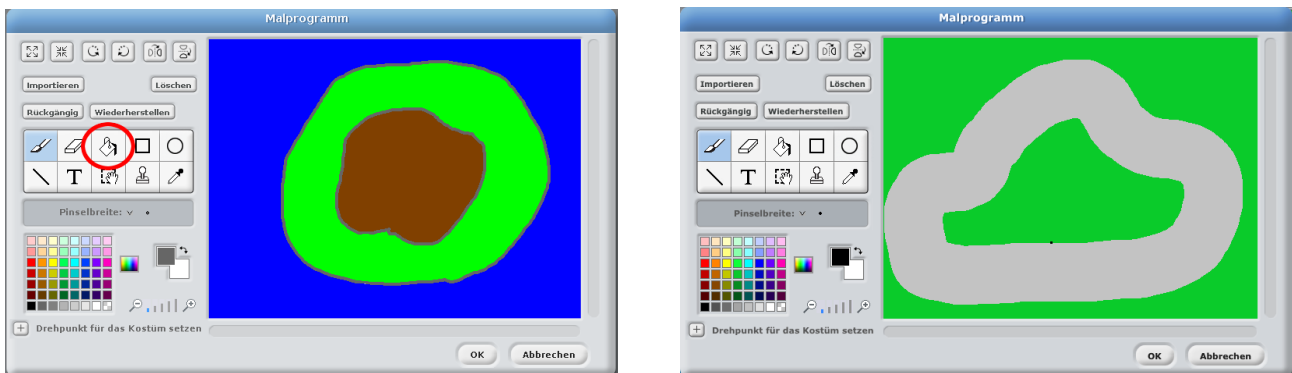 Malprogramm
Importieren
Löschen
Rückgängig
Wiederherstellen
T
Pinselbreite:
Drehpunkt für das Kostüm setzen
OK
Abbrechen
Malprogramm
Importieren
Löschen
Rückgängig
Wiederherstellen
T
Pinselbreite:
Drehpunkt für das Kostüm setzen
OK
Abbrechen